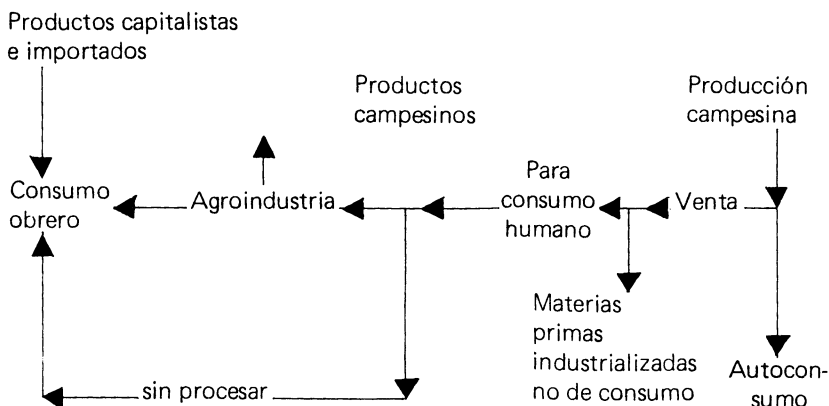 Productos capitalistas
e importados
Productos
campesinos
Producción
campesina
Consumo
obrero
Agroindustria
Para
consumo
humano
Venta
Materias
primas
industrializadas
no de consumo
Autocon-
sumo
sin procesar